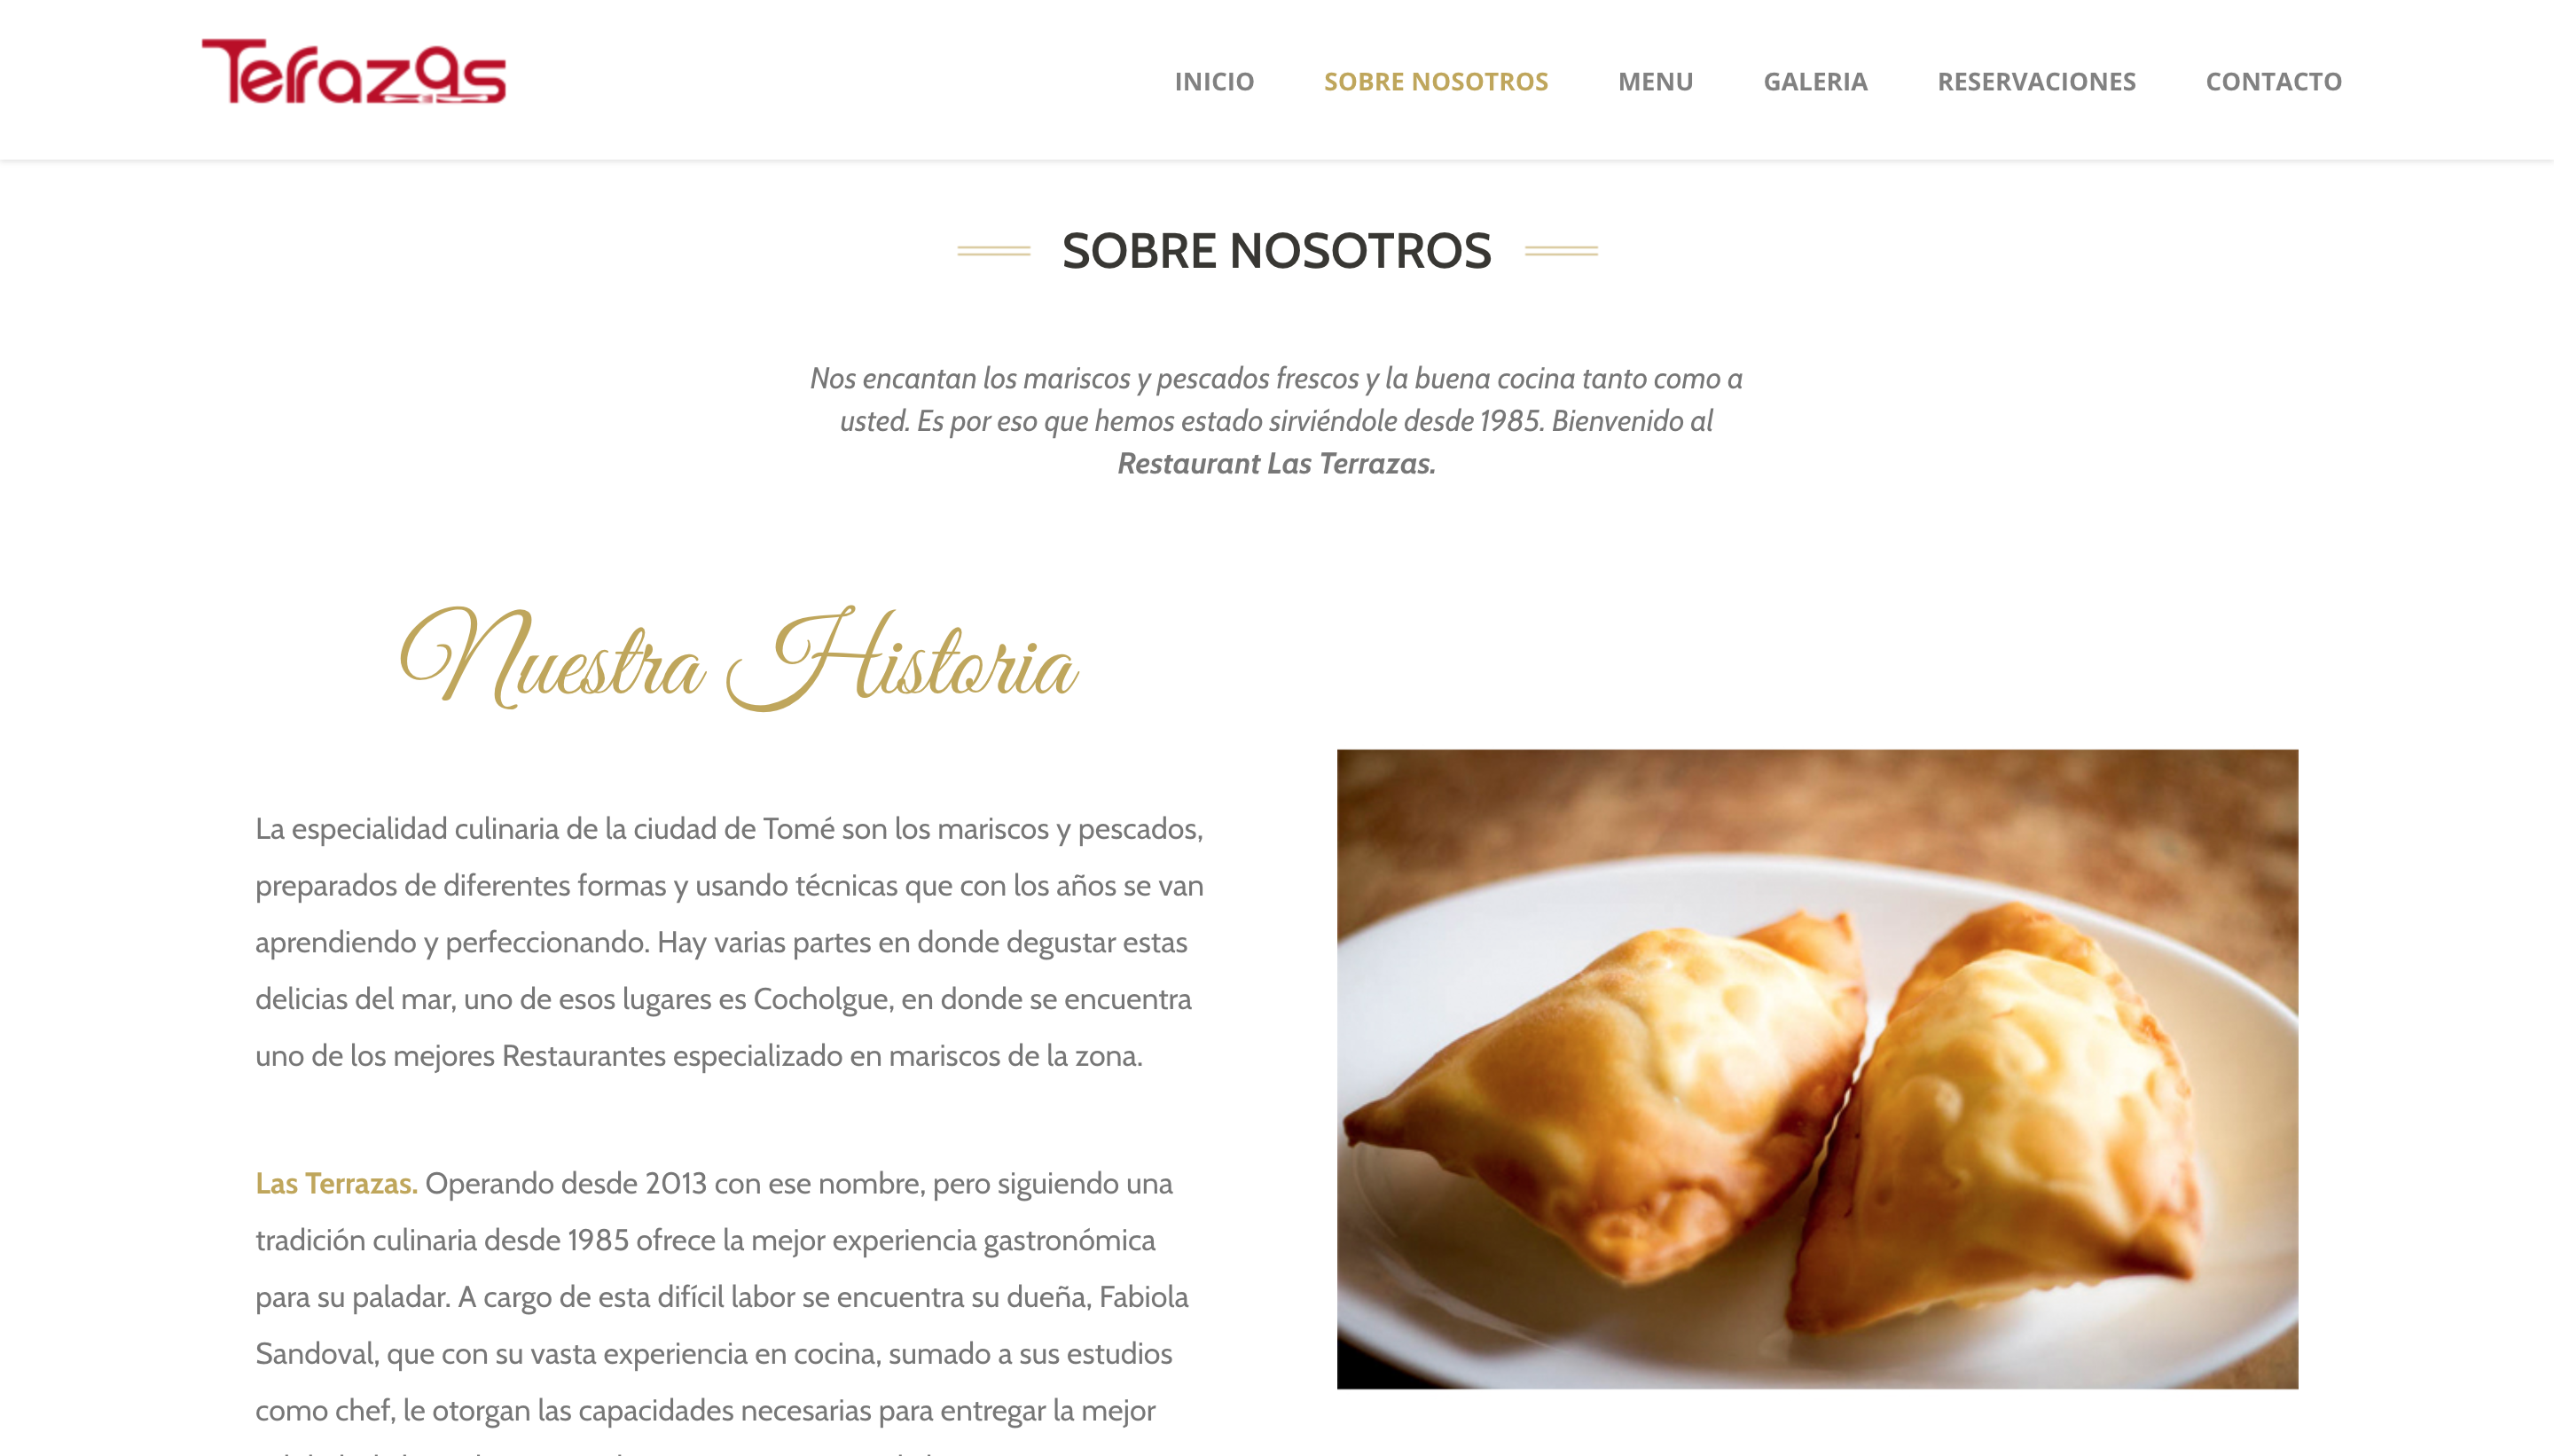 Terrazas
INICIO SOBRE NOSOTROS MENU GALERIA RESERVACIONES CONTACTO
SOBRE NOSOTROS
Nos encantan los mariscos y pescados frescos y la buena cocina tanto como a
usted. Es por eso que hemos estado sirviéndole desde 1985. Bienvenido al
Restaurant Las Terrazas.
Nuestra Historia
La especialidad culinaria de la ciudad de Tomé son los mariscos y pescados,
preparados de diferentes formas y usando técnicas que con los años se van
aprendiendo y perfeccionando. Hay varias partes en donde degustar estas
delicias del mar, uno de esos lugares es Cocholgue, en donde se encuentra
uno de los mejores Restaurantes especializado en mariscos de la zona.
Las Terrazas. Operando desde 2013 con ese nombre, pero siguiendo una
tradición culinaria desde 1985 ofrece la mejor experiencia gastronómica
para su paladar. A cargo de esta difícil labor se encuentra su dueña, Fabiola
Sandoval, que con su vasta experiencia en cocina, sumado a sus estudios
como chef, le otorgan las capacidades necesarias para entregar la mejor